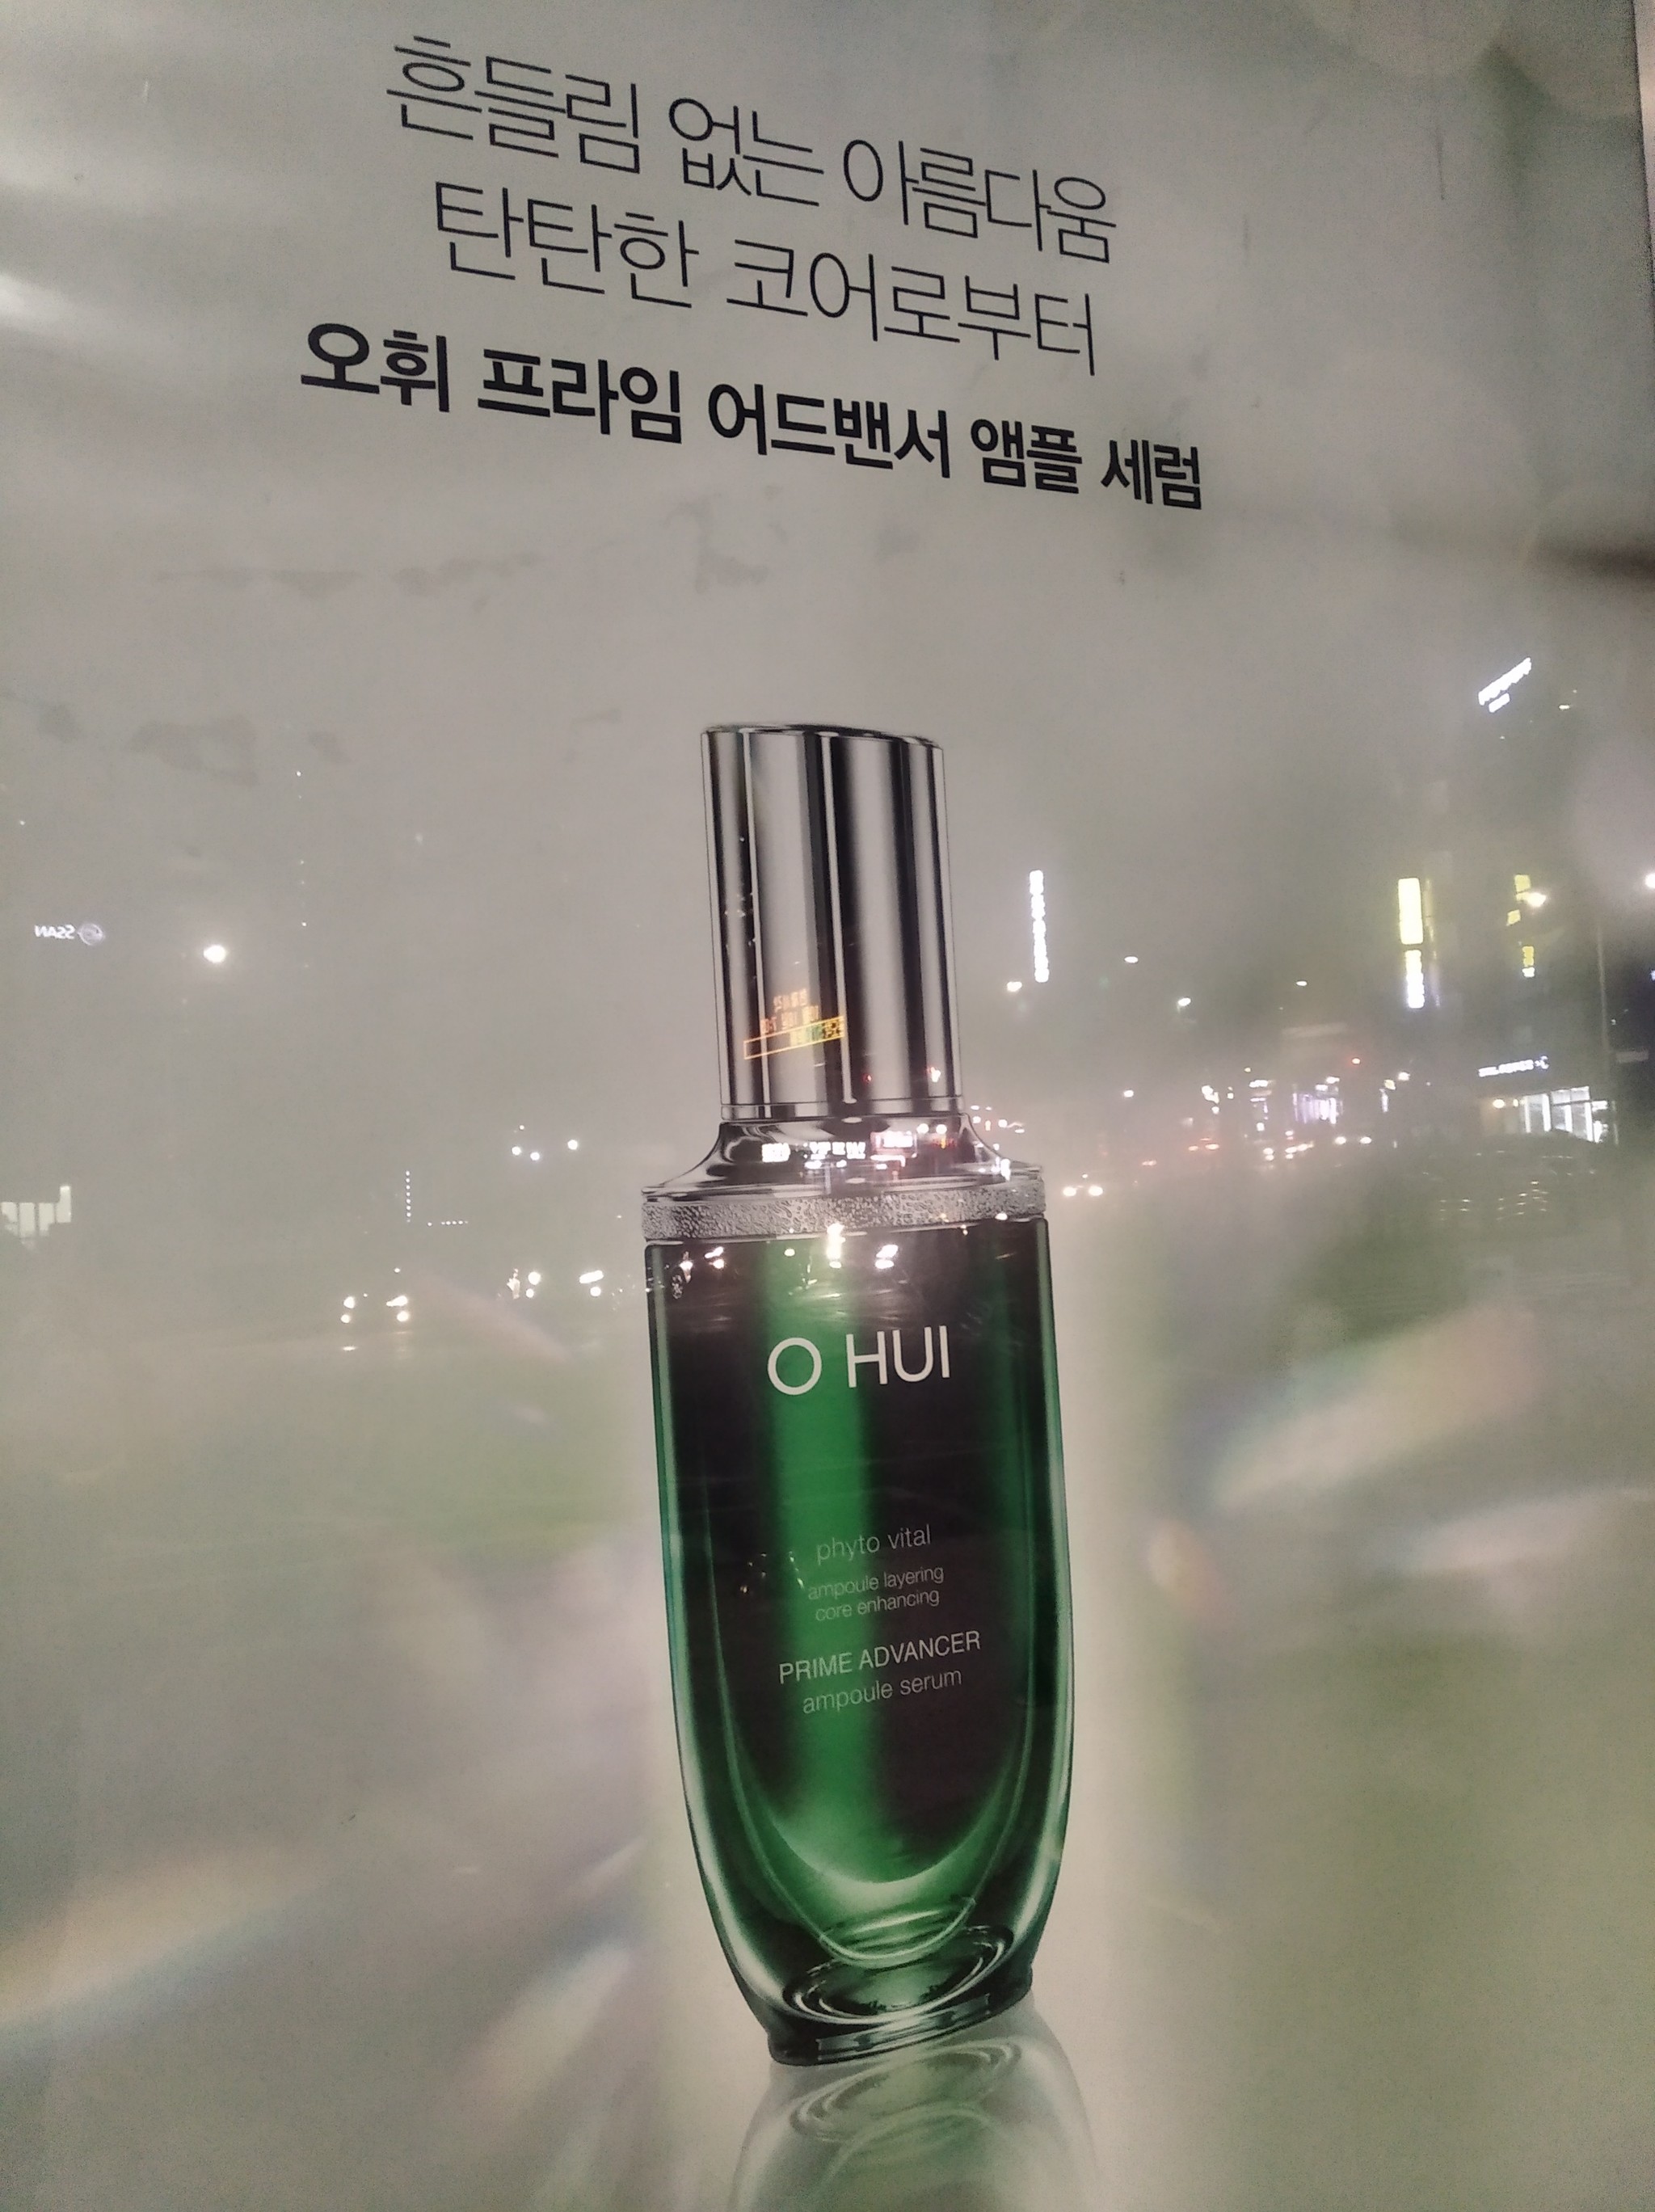 흔들림 없는 아름다움
탄탄한 코어로부터
오휘 프라임 어드밴서 앰플 세럼
O HUI
phyto vital
ampoule layering
core enhancing
PRIME ADVANCER
ampoule serum